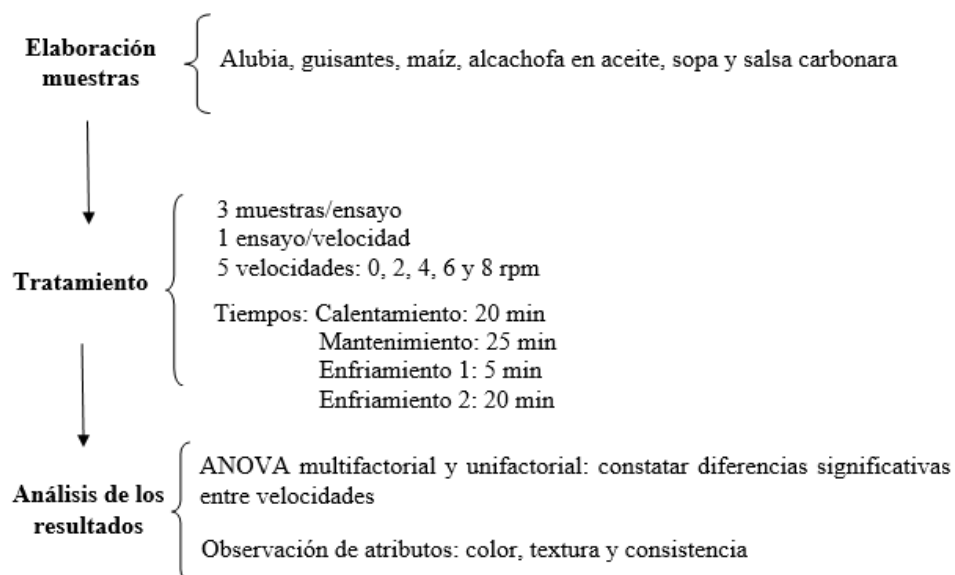 Elaboración
muestras
Alubia, guisantes, maíz, alcachofa en aceite, sopa y salsa carbonara
Tratamiento
3 muestras/ensayo
1 ensayo/velocidad
5 velocidades: 0, 2, 4, 6 y 8 rpm
Tiempos: Calentamiento: 20 min
Mantenimiento: 25 min
Enfriamiento 1: 5 min
Enfriamiento 2: 20 min
Análisis de los
resultados
ANOVA multifactorial y unifactorial: constatar diferencias significativas
entre velocidades
Observación de atributos: color, textura y consistencia